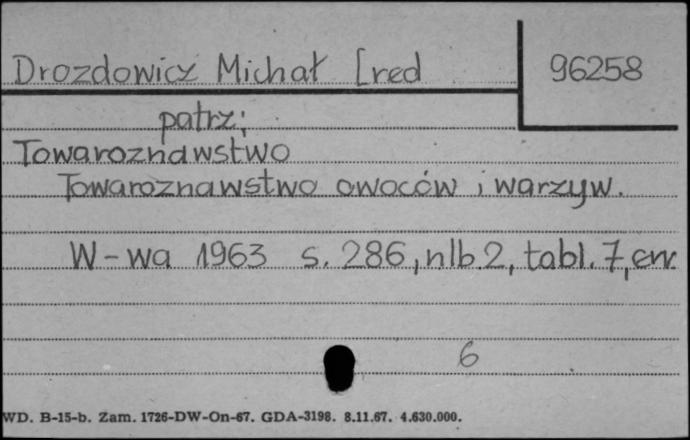 Drozdowicz Michał [red
96258
patrz:
Towaroznawstwo
Towaroznawstwo owoców i warzyw.
W-wa 1963 s. 286, nlb. 2, tabl. 7, err.
6
WD. B-15-b. Zam. 1726-DW-On-67. GDA-3198. 8.11.67. 4.630.000.